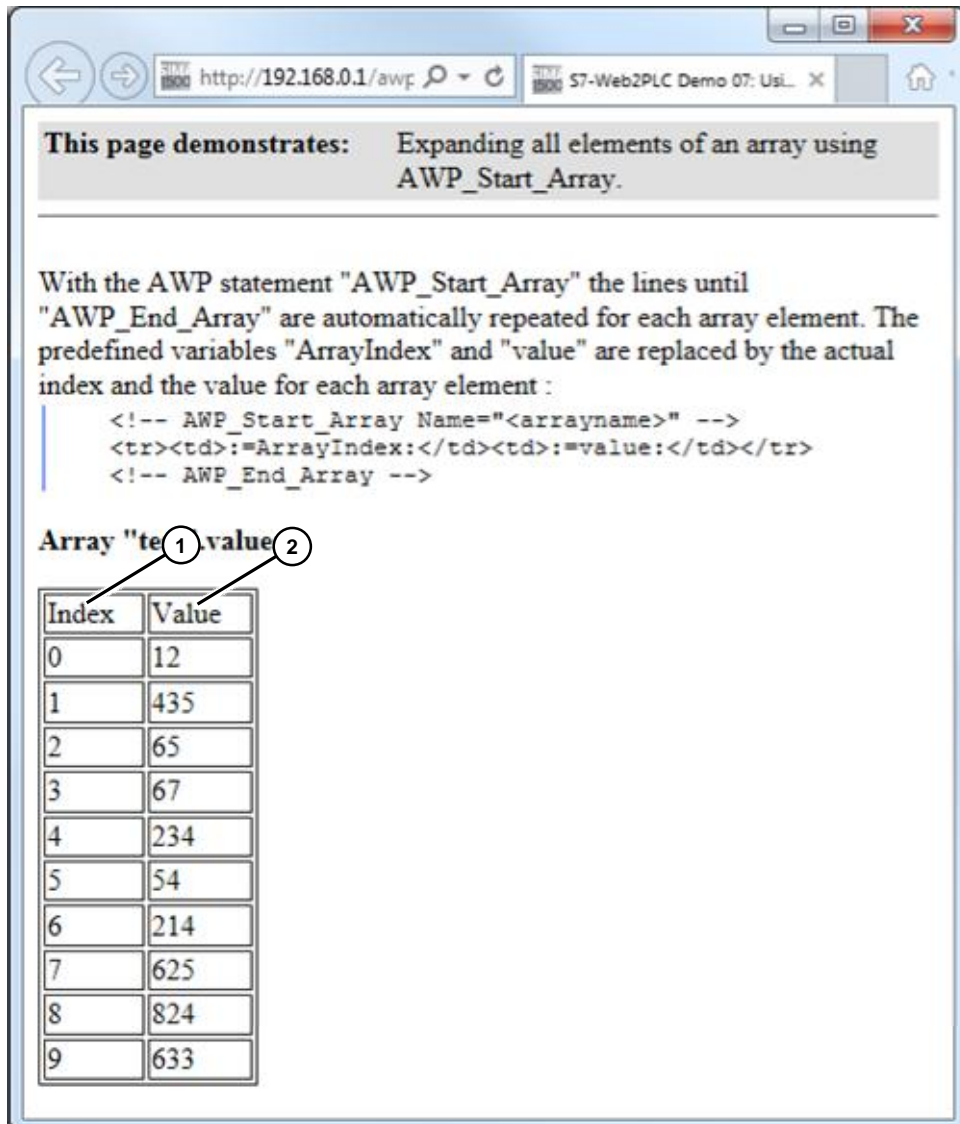 http://192.168.0.1/awp
S7-Web2PLC Demo 07: Usi...
This page demonstrates: Expanding all elements of an array using
AWP_Start_Array.
With the AWP statement "AWP_Start_Array" the lines until
"AWP_End_Array" are automatically repeated for each array element. The
predefined variables "ArrayIndex" and "value" are replaced by the actual
index and the value for each array element :
<!-- AWP_Start_Array Name="<arrayname>" -->
<tr><td>:=ArrayIndex:</td><td>:=value:</td></tr>
<!-- AWP_End_Array -->
Array .value
1 2
Index Value
0 12
1 435
2 65
3 67
4 234
5 54
6 214
7 625
8 824
9 633